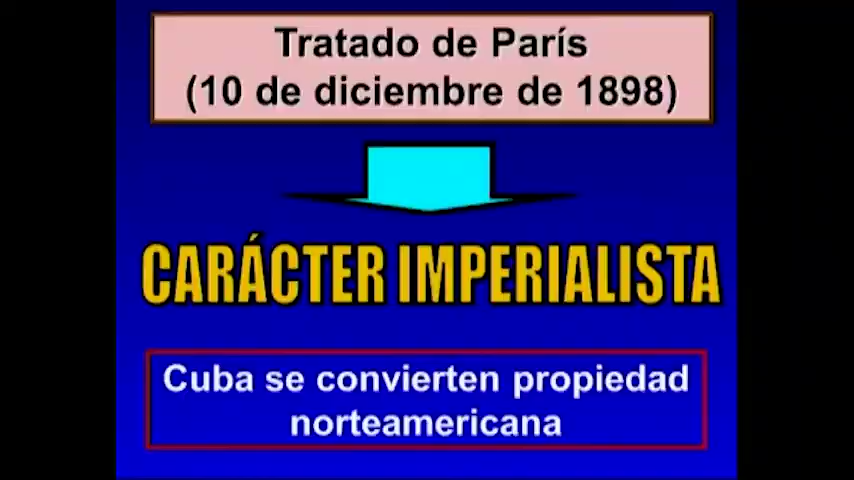 Tratado de París
(10 de diciembre de 1898)
CARÁCTER IMPERIALISTA
Cuba se convierten propiedad
norteamericana